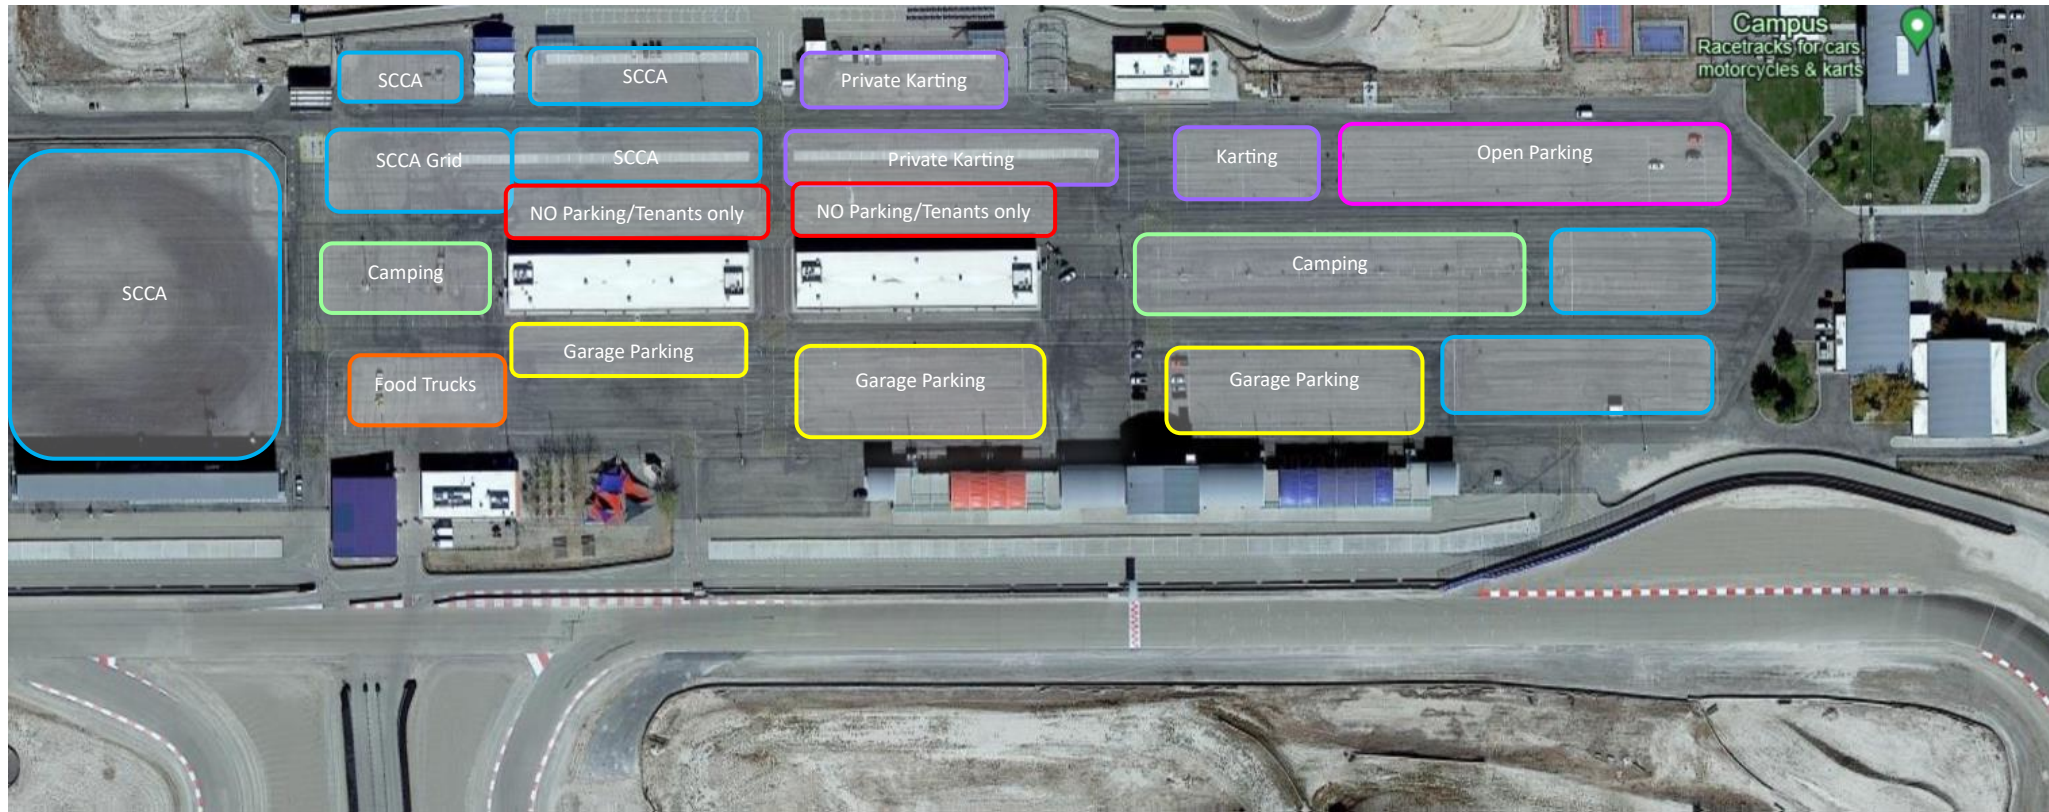 Campus
Racetracks for cars,
motorcycles & karts
SCCA
SCCA
Private Karting
SCCA Grid
SCCA
Private Karting
Karting
Open Parking
NO Parking/Tenants only
NO Parking/Tenants only
Camping
Camping
SCCA
Garage Parking
Food Trucks
Garage Parking
Garage Parking